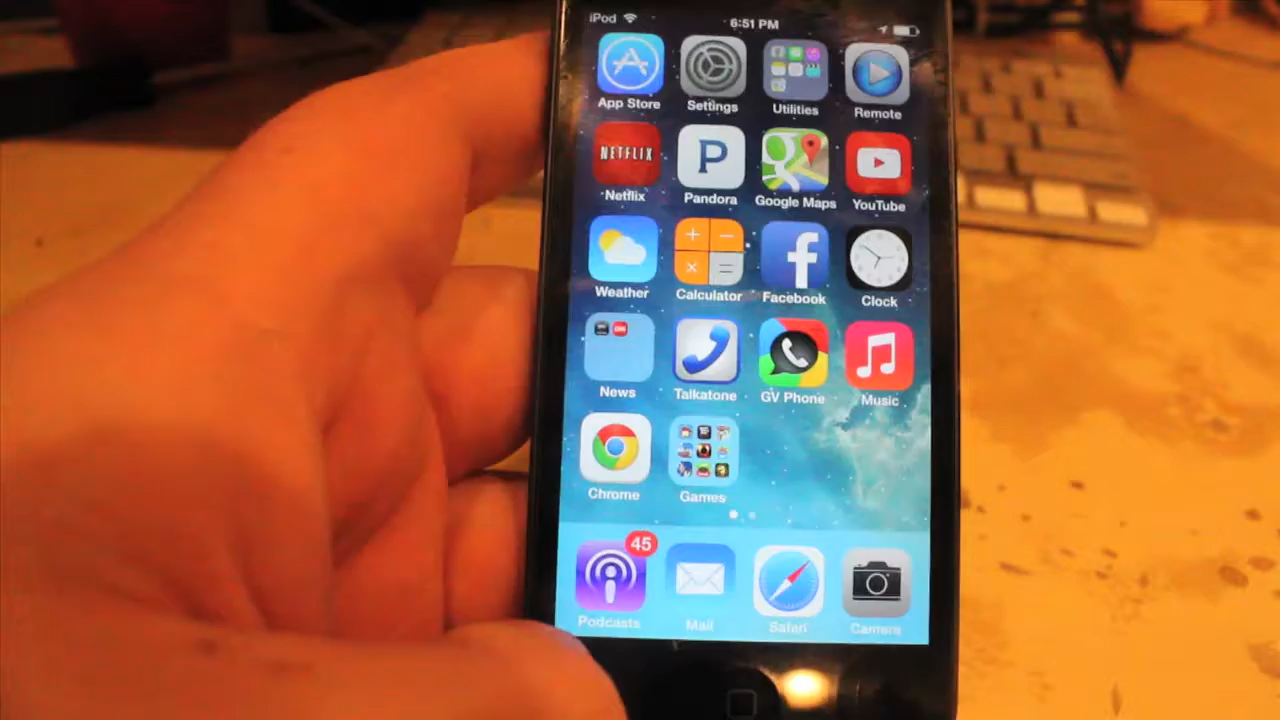 iPod 6:51 PM
App Store Settings Utilities Remote
NETFLIX P
Netflix Pandora Google Maps YouTube
Weather Calculator Facebook Clock
News Talkatone GV Phone Music
Chrome Games
45
Podcasts Mail Safari Camera